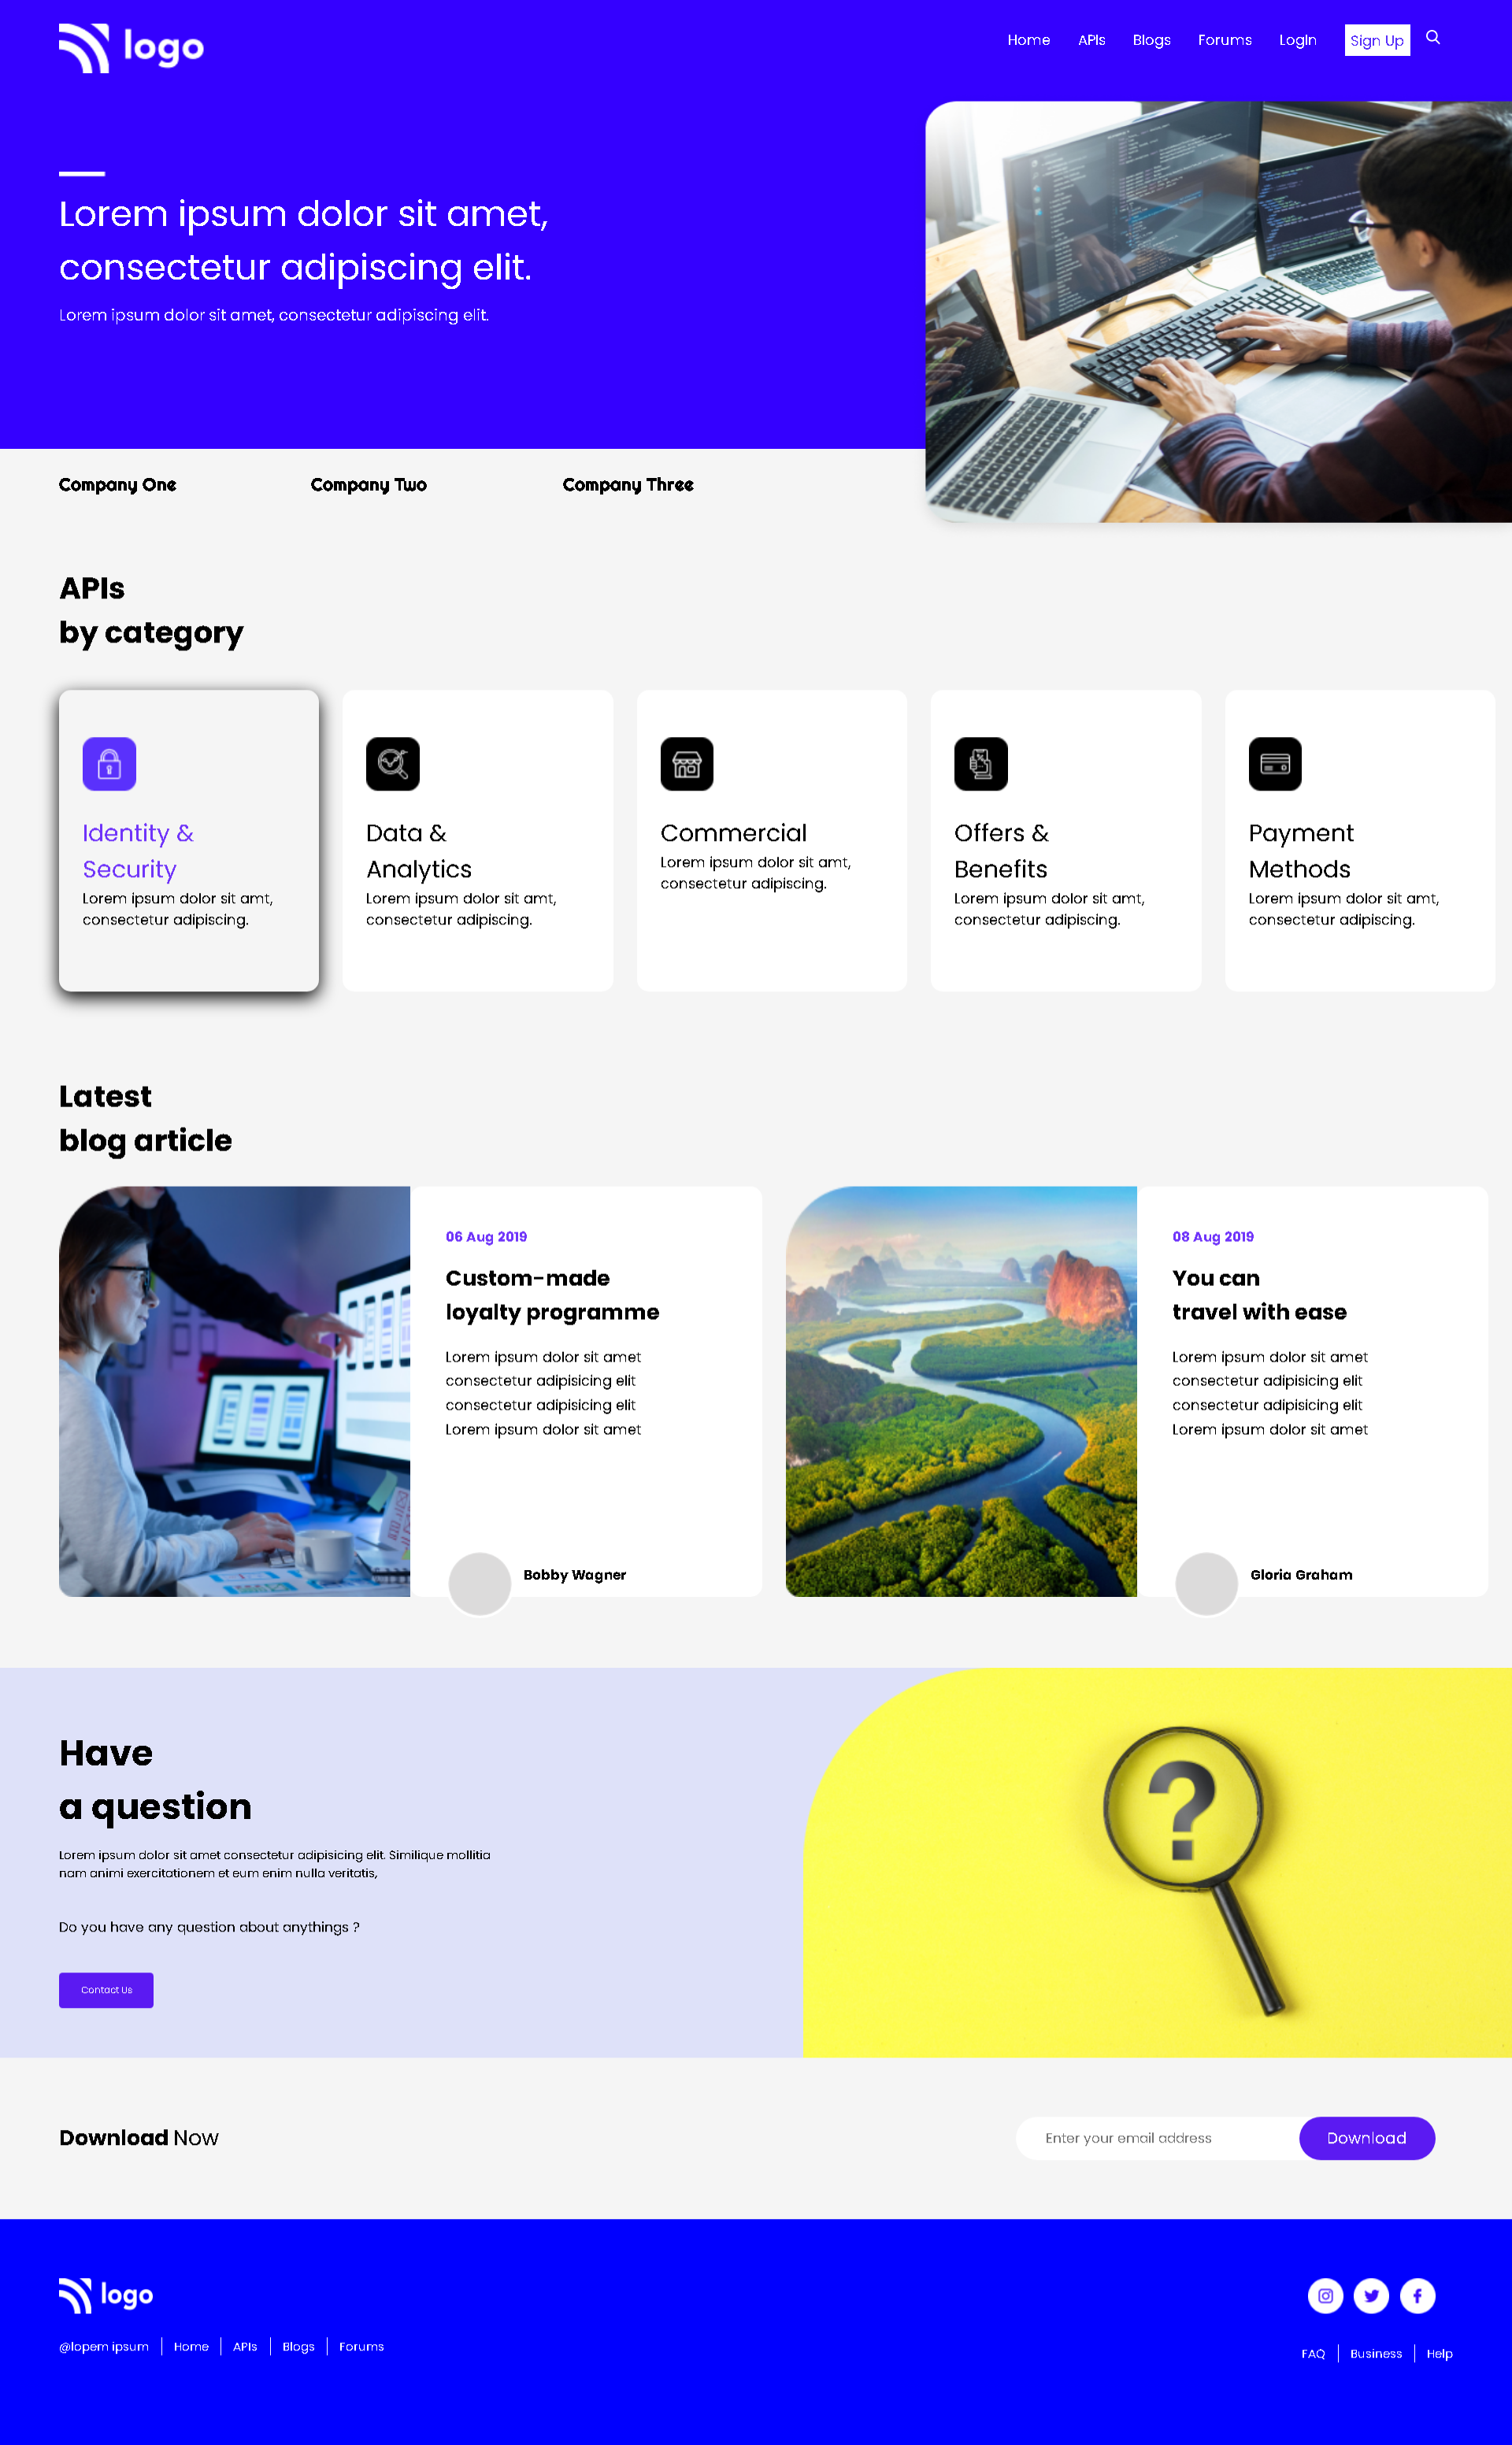 logo
Home APIs Blogs Forums LogIn Sign Up
Lorem ipsum dolor sit amet,
consectetur adipiscing elit.
Lorem ipsum dolor sit amet, consectetur adipiscing elit.
Company One Company Two Company Three
APIs
by category
Identity &
Security
Lorem ipsum dolor sit amt,
consectetur adipiscing.
Data &
Analytics
Lorem ipsum dolor sit amt,
consectetur adipiscing.
Commercial
Lorem ipsum dolor sit amt,
consectetur adipiscing.
Offers &
Benefits
Lorem ipsum dolor sit amt,
consectetur adipiscing.
Payment
Methods
Lorem ipsum dolor sit amt,
consectetur adipiscing.
Latest
blog article
06 Aug 2019
Custom-made
loyalty programme
Lorem ipsum dolor sit amet
consectetur adipisicing elit
consectetur adipisicing elit
Lorem ipsum dolor sit amet
Bobby Wagner
08 Aug 2019
You can
travel with ease
Lorem ipsum dolor sit amet
consectetur adipisicing elit
consectetur adipisicing elit
Lorem ipsum dolor sit amet
Gloria Graham
Have
a question
Lorem ipsum dolor sit amet consectetur adipisicing elit. Similique mollitia
nam animi exercitationem et eum enim nulla veritatis,
Do you have any question about anythings ?
Contact Us
?
Download Now
Enter your email address
Download
logo
@lopem ipsum Home APIs Blogs Forums
FAQ Business Help